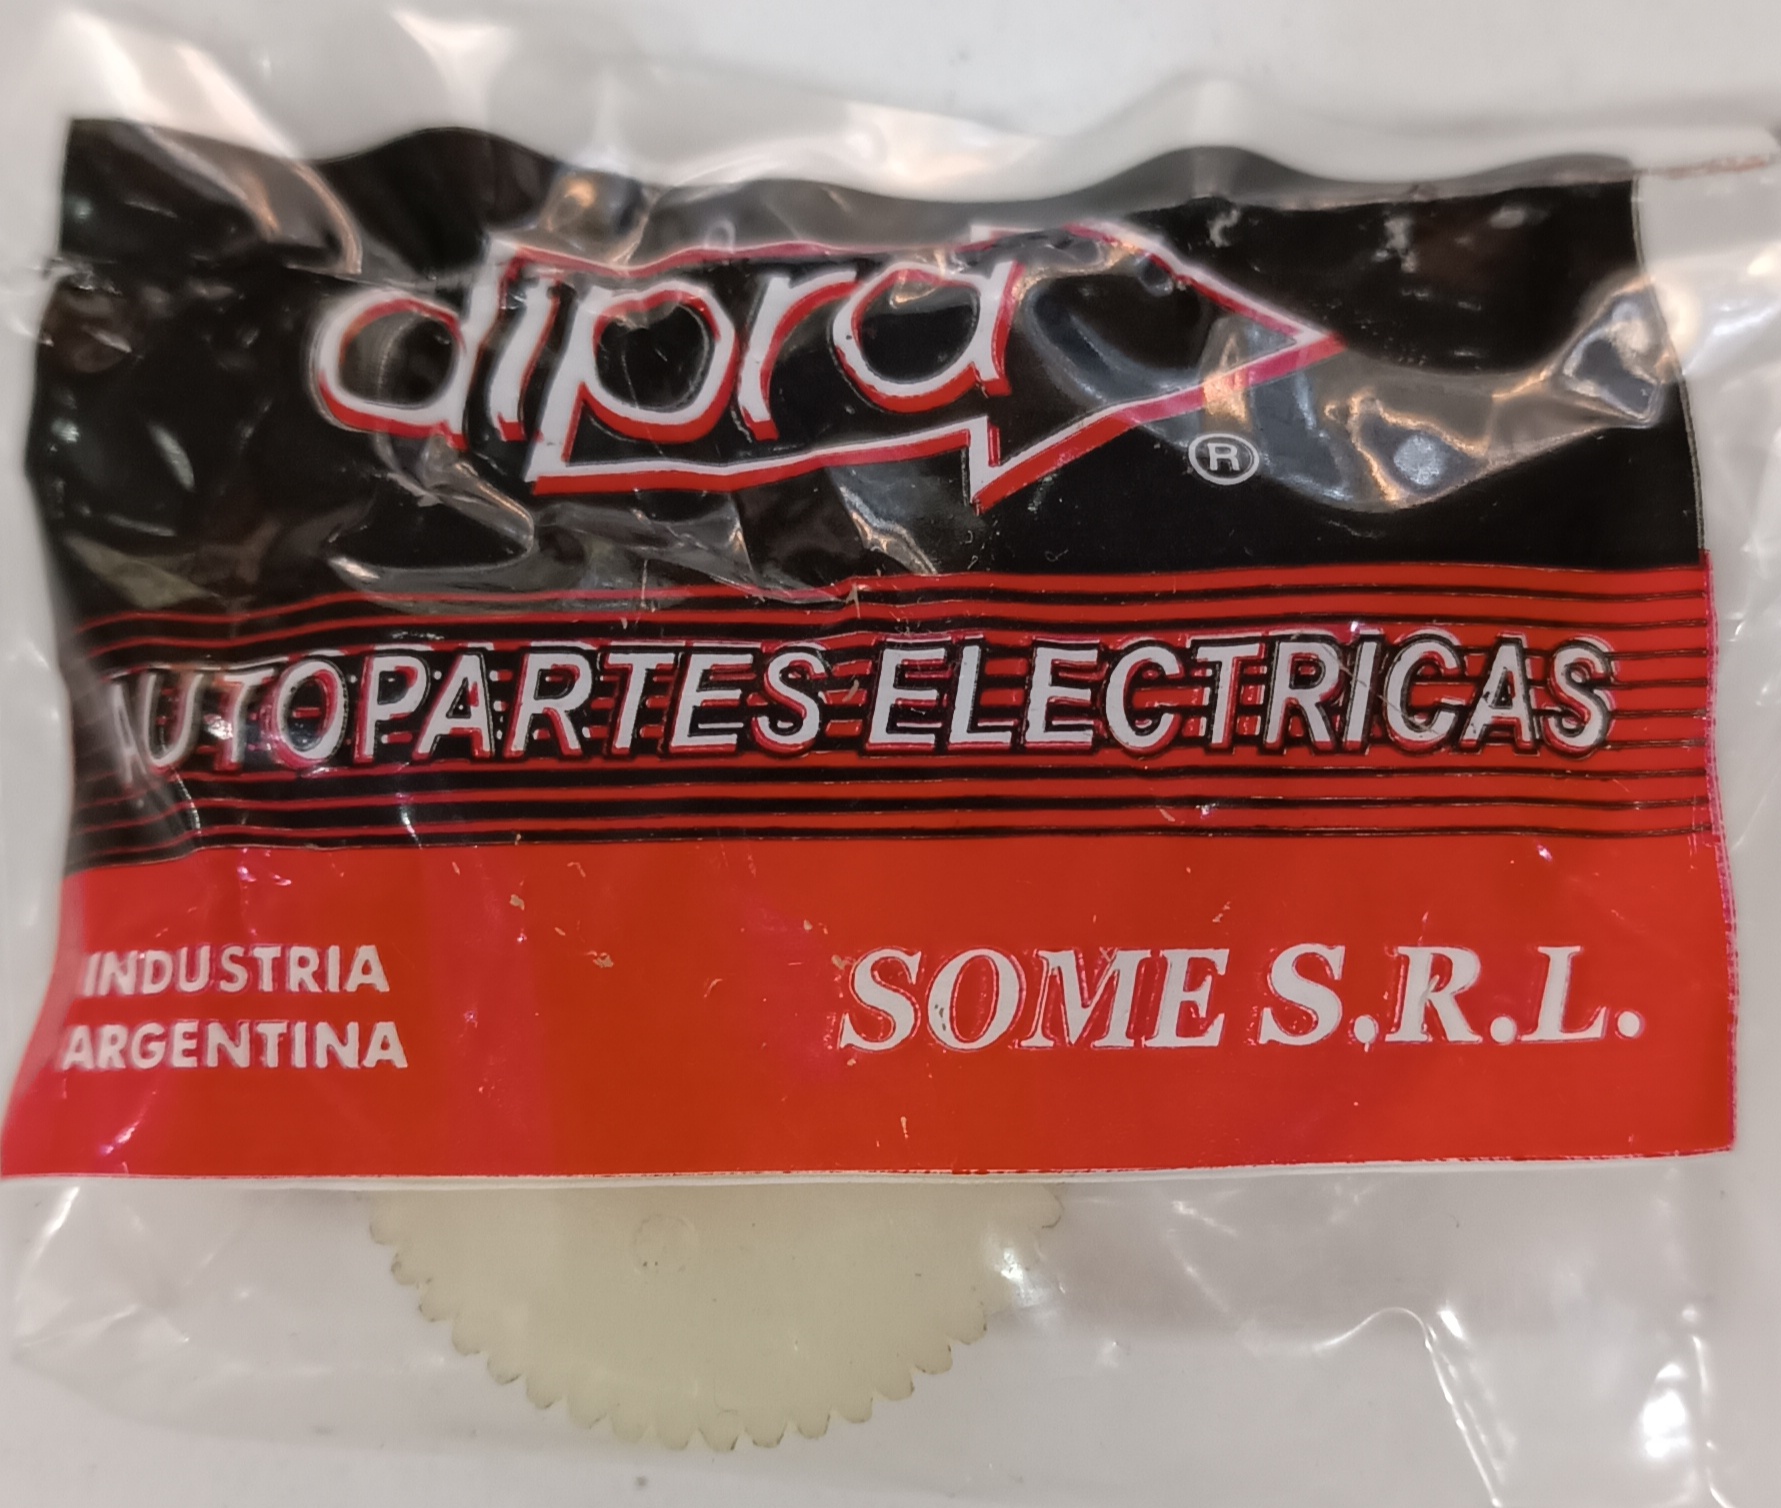 dipra ®
AUTOPARTES ELECTRICAS
INDUSTRIA
ARGENTINA
SOME S.R.L.